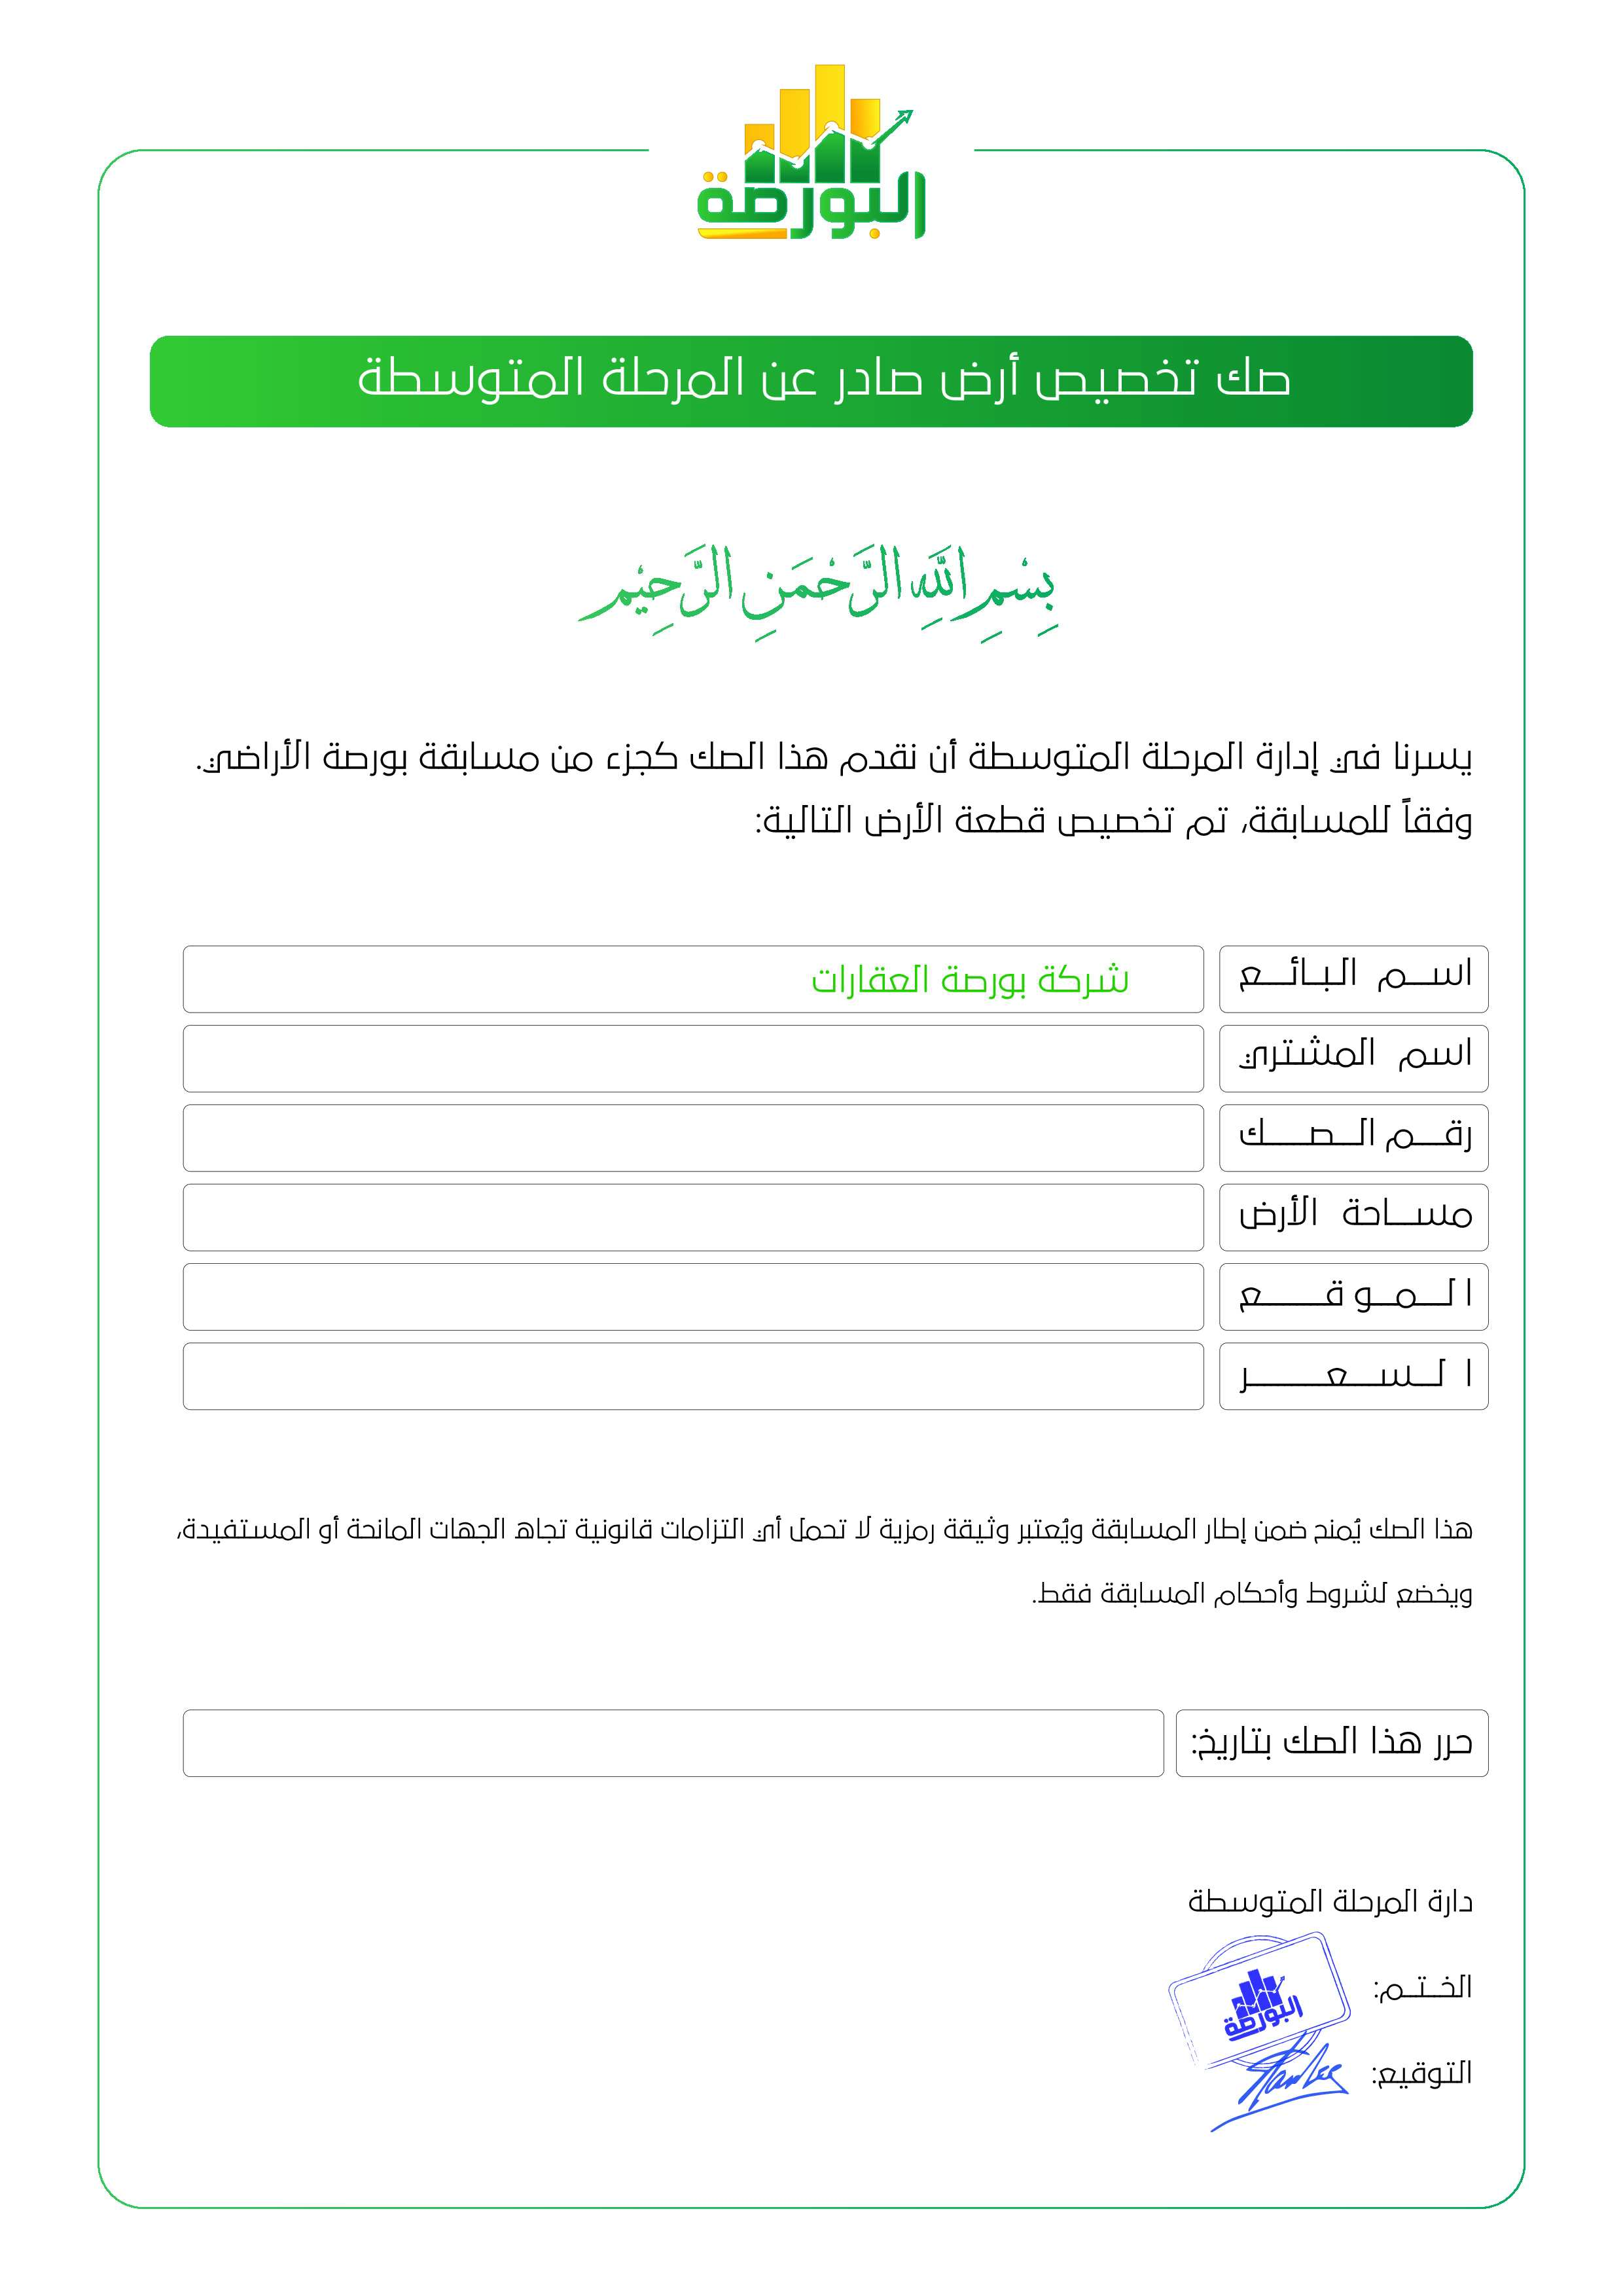 البورصة
صك تخصيص أرض صادر عن المرحلة المتوسطة
بِسْمِ اللَّهِ الرَّحْمَنِ الرَّحِيْمِ
يسرنا في إدارة المرحلة المتوسطة أن نقدم هذا الصك كجزء من مسابقة بورصة الأراضي.
وفقاً للمسابقة، تم تخصيص قطعة الأرض التالية:
اسم البائع شركة بورصة العقارات
اسم المشتري
رقم الصك
مساحة الأرض
الموقع
السعر
هذا الصك يُمنح ضمن إطار المسابقة ويُعتبر وثيقة رمزية لا تحمل أي التزامات قانونية تجاه الجهات المانحة أو المستفيدة،
ويخضع لشروط وأحكام المسابقة فقط.
حرر هذا الصك بتاريخ:
دارة المرحلة المتوسطة
الختم:
البورصة
التوقيع: